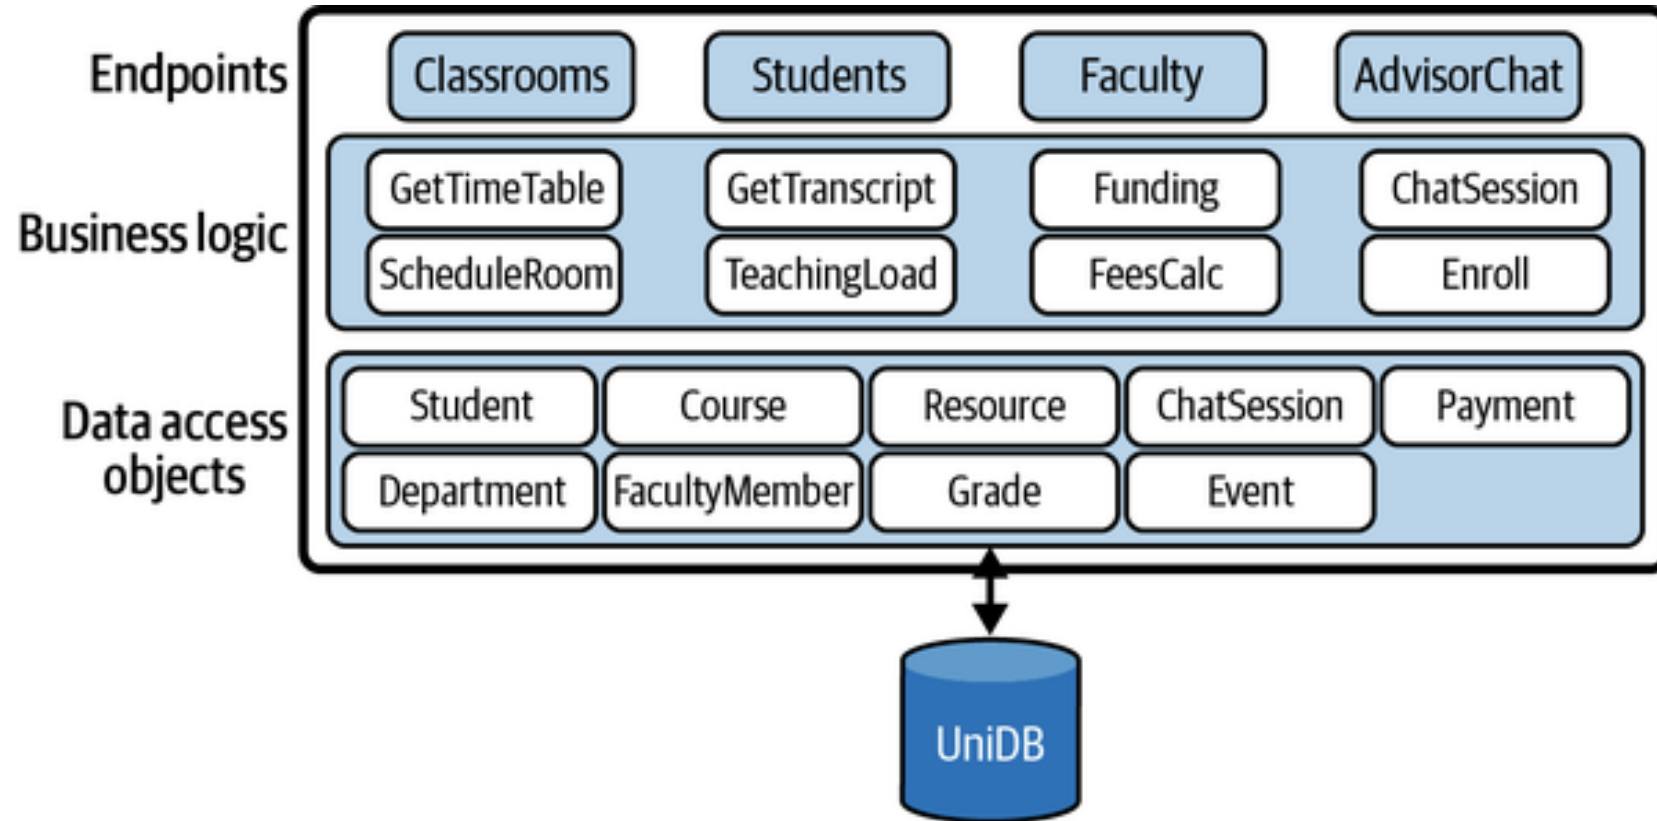 Endpoints
Classrooms
Students
Faculty
AdvisorChat
Business logic
GetTimeTable
GetTranscript
Funding
ChatSession
ScheduleRoom
TeachingLoad
FeesCalc
Enroll
Data access
objects
Student
Course
Resource
ChatSession
Payment
Department
FacultyMember
Grade
Event
UniDB